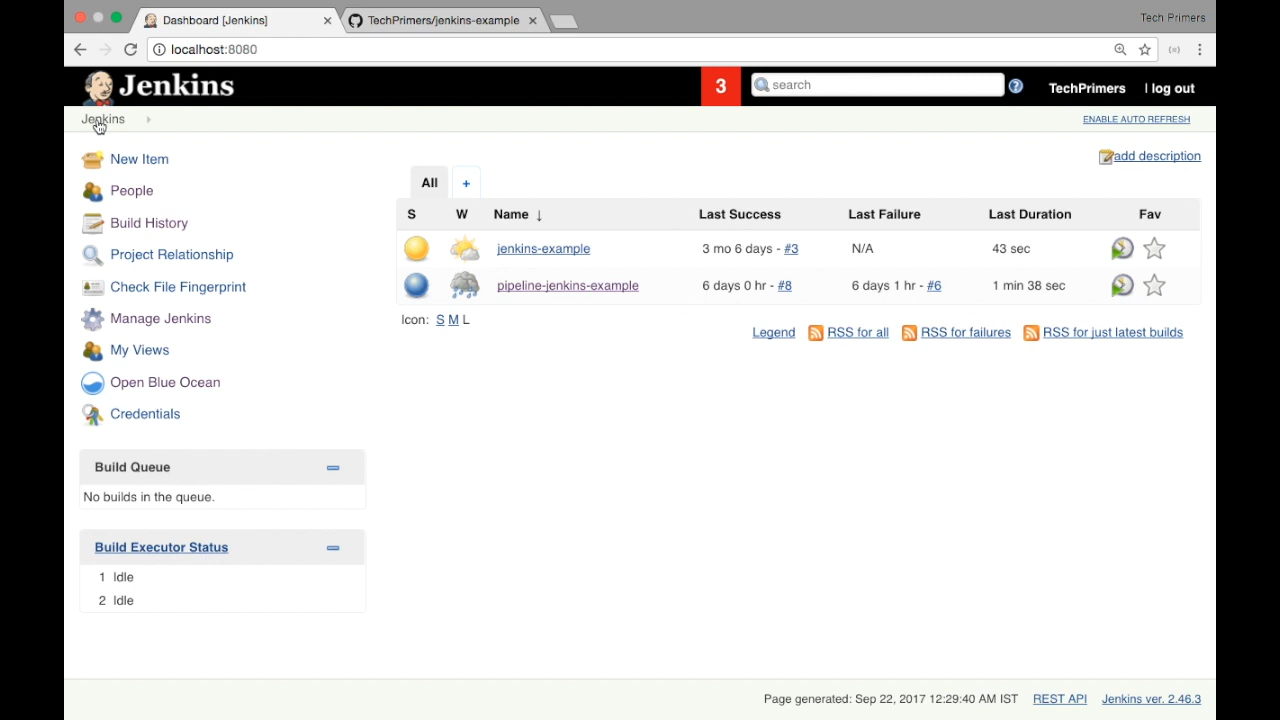 Dashboard [Jenkins]
TechPrimers/jenkins-example
Tech Primers
localhost:8080
Jenkins
3
search
TechPrimers
| log out
Jenkins
ENABLE AUTO REFRESH
New Item
People
Build History
Project Relationship
Check File Fingerprint
Manage Jenkins
My Views
Open Blue Ocean
Credentials
Build Queue
No builds in the queue.
Build Executor Status
1 Idle
2 Idle
add description
All +
S W Name ↓ Last Success Last Failure Last Duration Fav
jenkins-example 3 mo 6 days - #3 N/A 43 sec
pipeline-jenkins-example 6 days 0 hr - #8 6 days 1 hr - #6 1 min 38 sec
Icon: S M L
Legend RSS for all RSS for failures RSS for just latest builds
Page generated: Sep 22, 2017 12:29:40 AM IST REST API Jenkins ver. 2.46.3